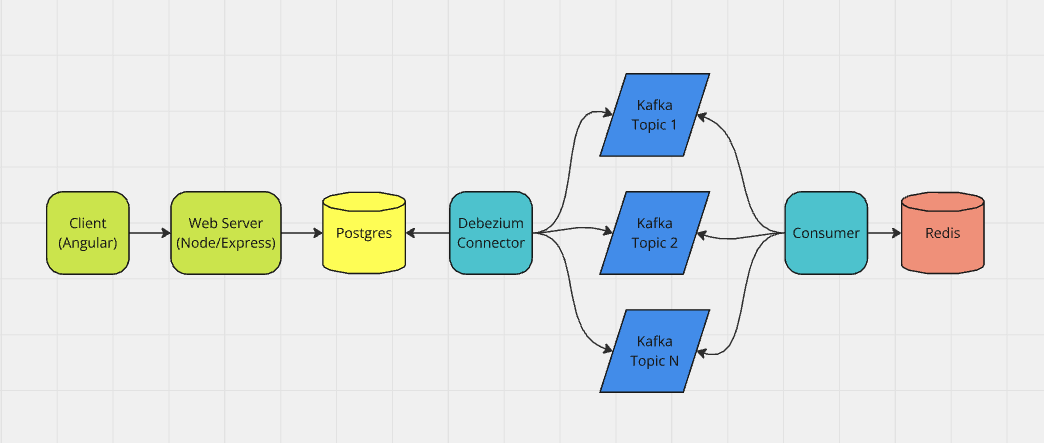 Client
(Angular)
Web Server
(Node/Express)
Postgres
Debezium
Connector
Kafka
Topic 1
Kafka
Topic 2
Kafka
Topic N
Consumer
Redis